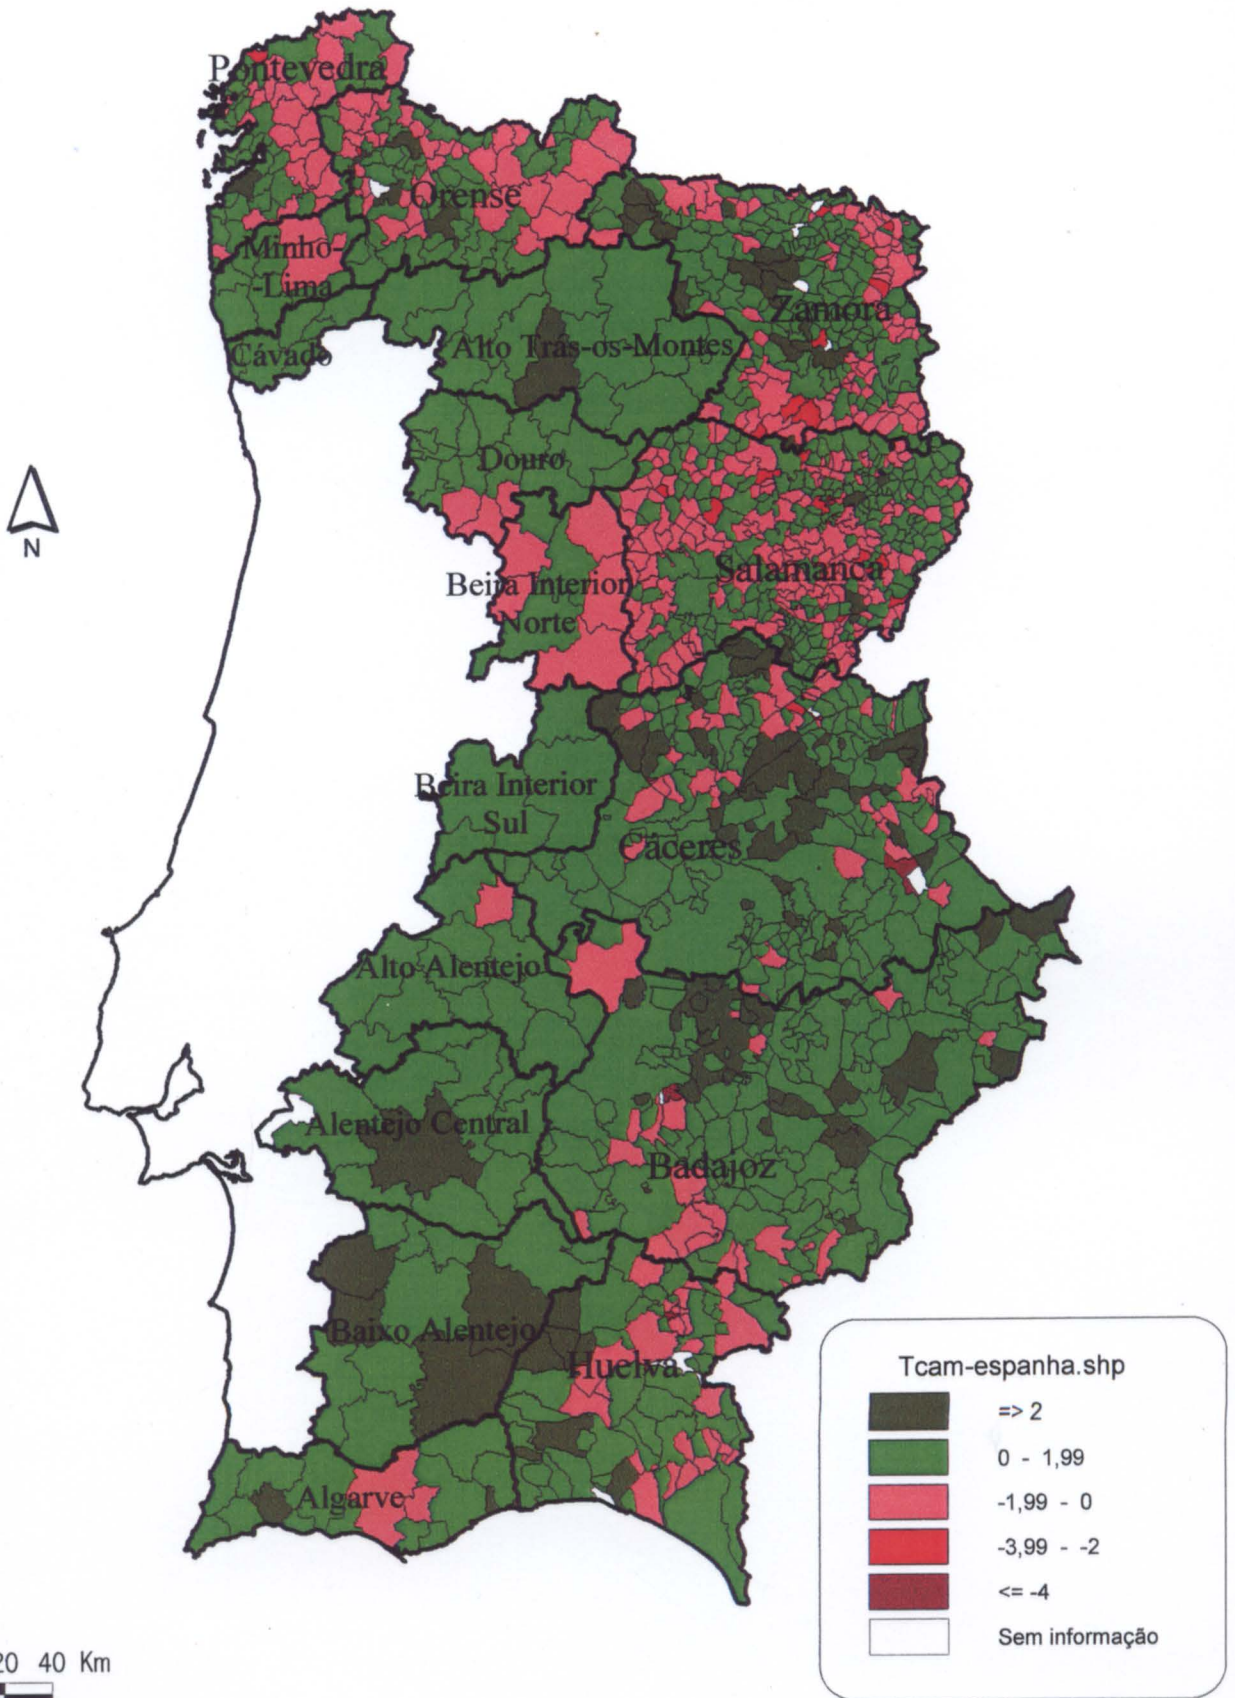 Pontevedra
Orense
Minho-
-Lima
Zamora
Cávado
Alto Trás-os-Montes
Douro
N
Salamanca
Beira Interior
Norte
Beira Interior
Sul
Cáceres
Alto Alentejo
Alentejo Central
Badajoz
Baixo Alentejo
Huelva
Algarve
Tcam-espanha.shp
=> 2
0 - 1,99
-1,99 - 0
-3,99 - -2
<= -4
Sem informação
20 40 Km